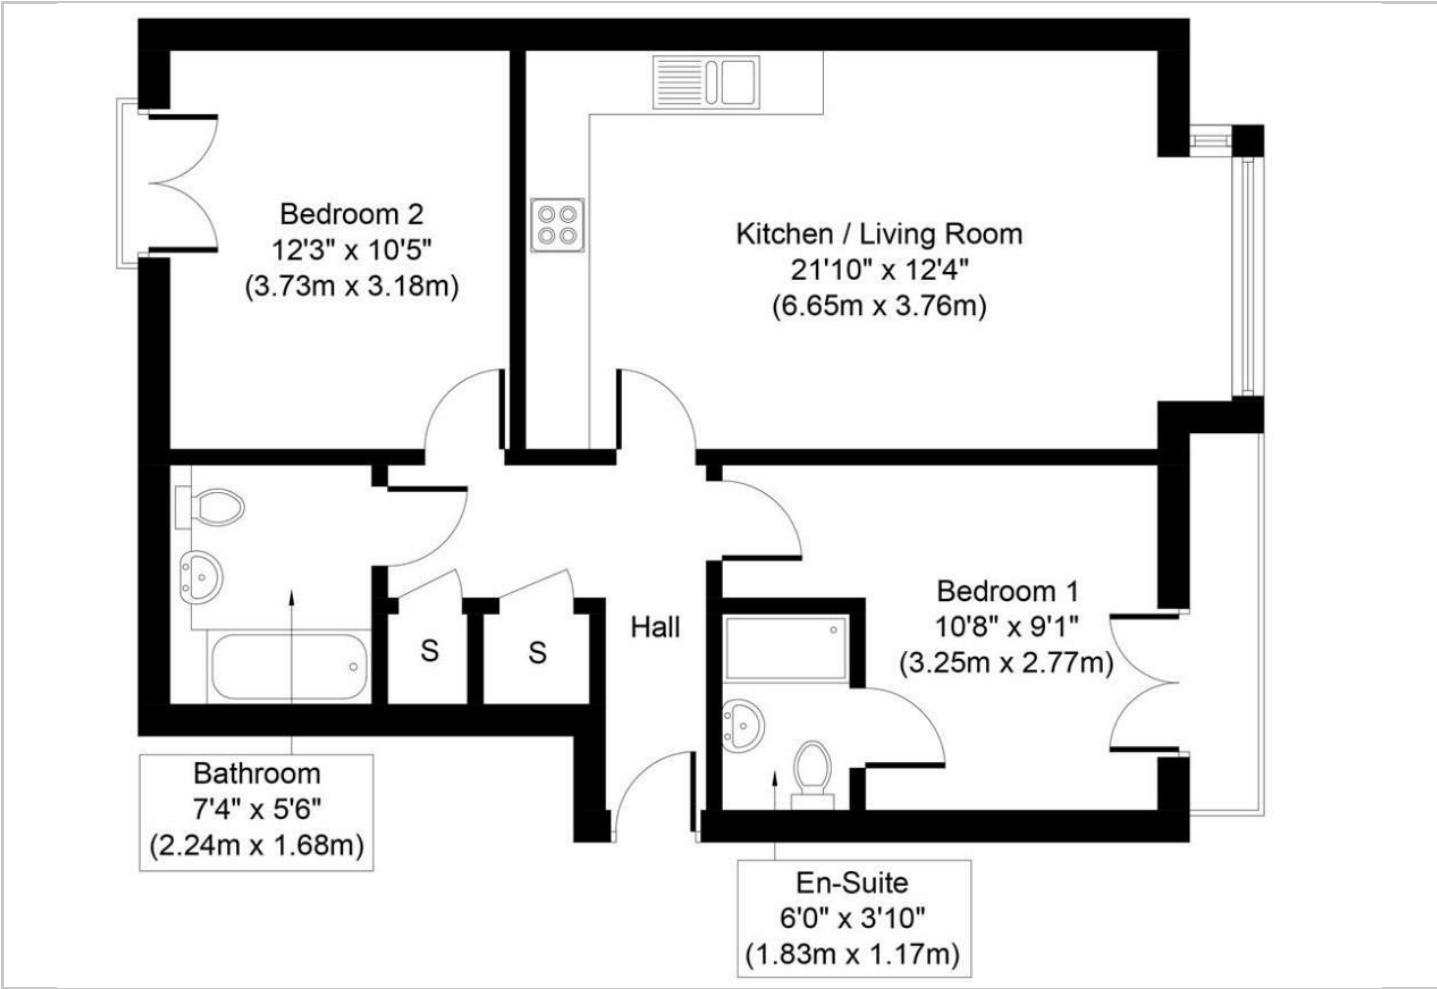 Bedroom 2
12'3" x 10'5"
(3.73m x 3.18m)
Kitchen / Living Room
21'10" x 12'4"
(6.65m x 3.76m)
Bedroom 1
10'8" x 9'1"
(3.25m x 2.77m)
Hall
S
S
Bathroom
7'4" x 5'6"
(2.24m x 1.68m)
En-Suite
6'0" x 3'10"
(1.83m x 1.17m)